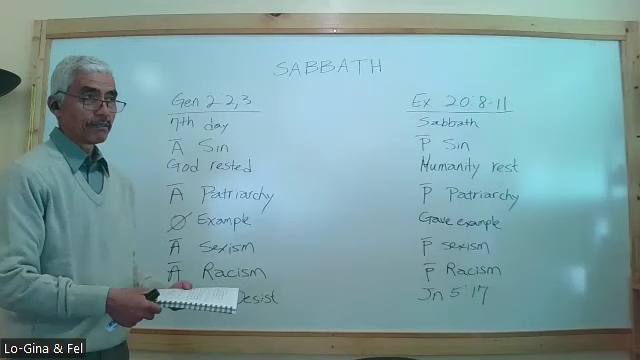 SABBATH
Gen 2:2,3
7th day
Ā Sin
God rested
Ā Patriarchy
Ø Example
Ā Sexism
Ā Racism
Ex 20:8-11
Sabbath
P̄ Sin
Humanity rest
P̄ Patriarchy
Gave example
P̄ sexism
P̄ Racism
Jn 5:17
Lo-Gina & Fel